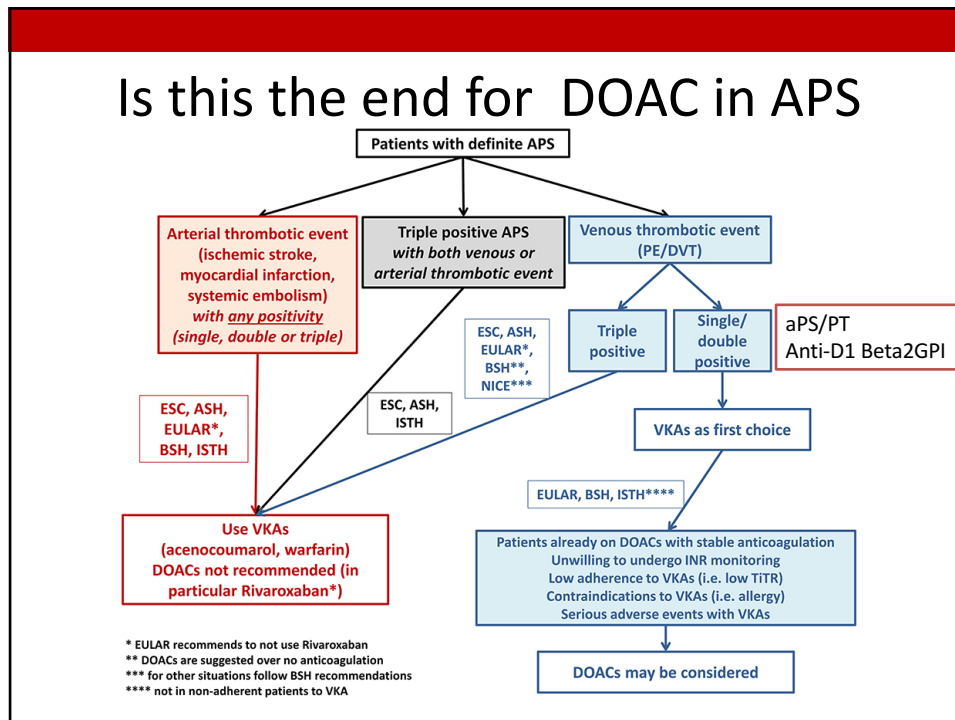 Is this the end for DOAC in APS
Patients with definite APS
Arterial thrombotic event
(ischemic stroke,
myocardial infarction,
systemic embolism)
with any positivity
(single, double or triple)
Triple positive APS
with both venous or
arterial thrombotic event
Venous thrombotic event
(PE/DVT)
Triple
positive
Single/
double
positive
aPS/PT
Anti-D1 Beta2GPI
ESC, ASH,
EULAR*,
BSH**,
NICE***
ESC, ASH,
EULAR*,
BSH, ISTH
ESC, ASH,
ISTH
VKAs as first choice
EULAR, BSH, ISTH****
Use VKAs
(acenocoumarol, warfarin)
DOACs not recommended (in
particular Rivaroxaban*)
Patients already on DOACs with stable anticoagulation
Unwilling to undergo INR monitoring
Low adherence to VKAs (i.e. low TiTR)
Contraindications to VKAs (i.e. allergy)
Serious adverse events with VKAs
DOACs may be considered
* EULAR recommends to not use Rivaroxaban
** DOACs are suggested over no anticoagulation
*** for other situations follow BSH recommendations
**** not in non-adherent patients to VKA